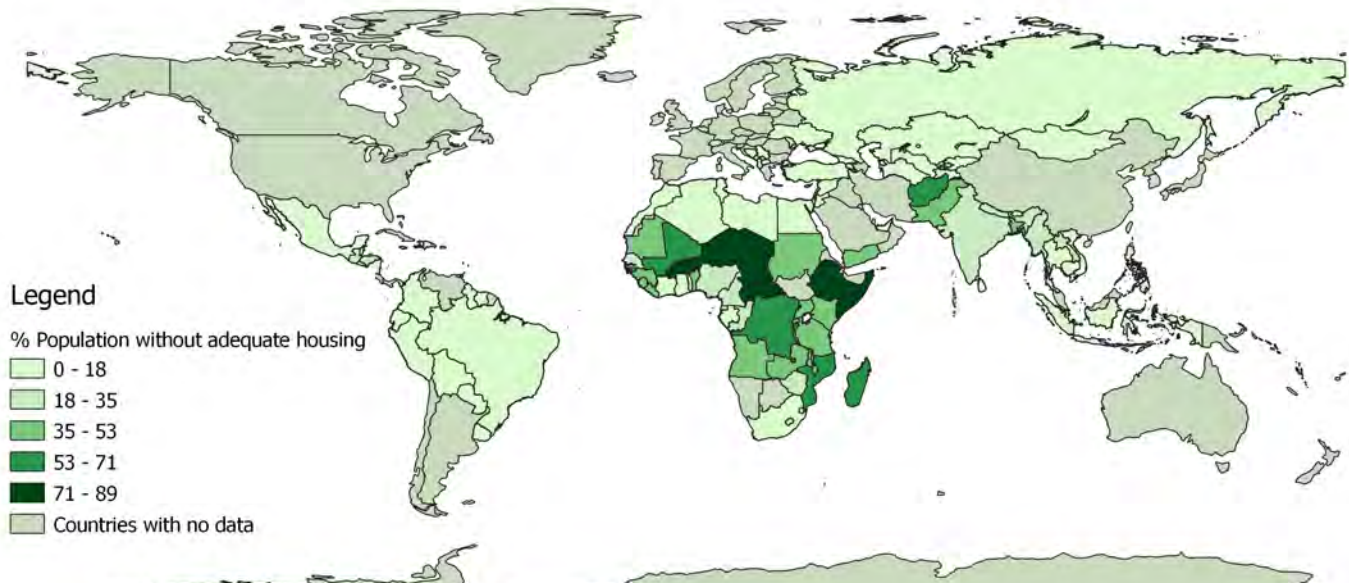 Legend
% Population without adequate housing
0 - 18
18 - 35
35 - 53
53 - 71
71 - 89
Countries with no data